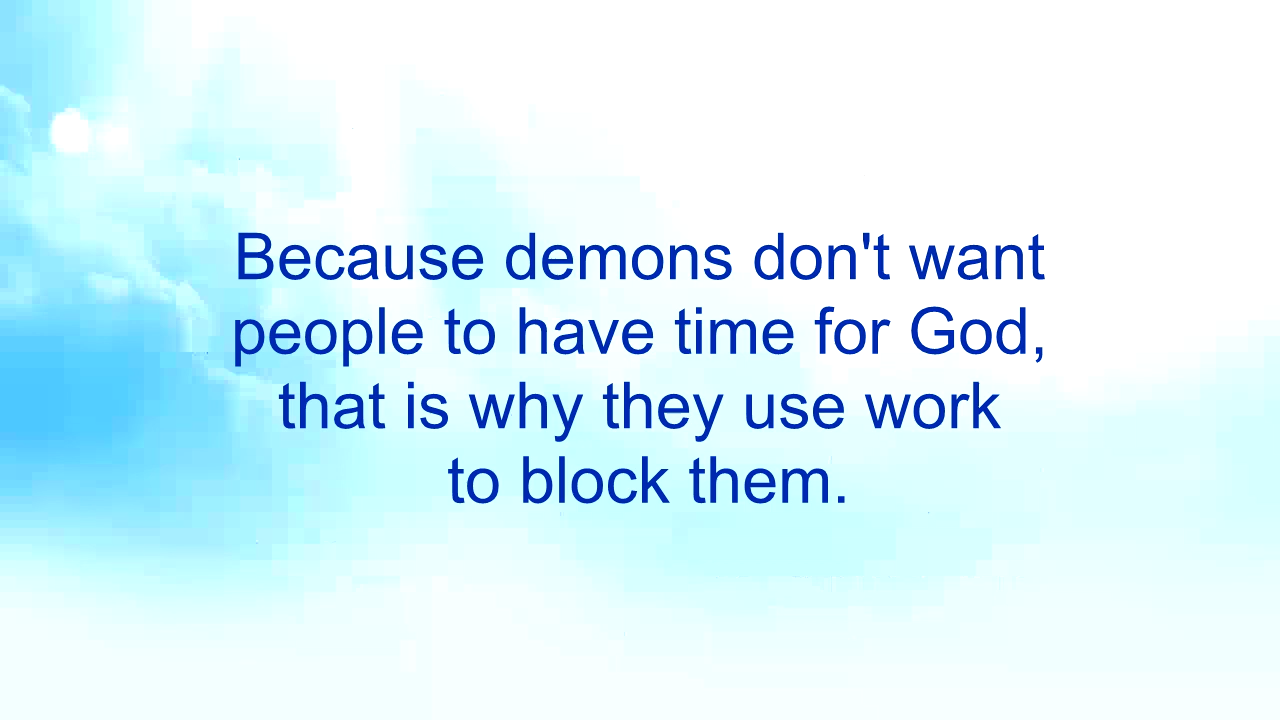 Because demons don't want
people to have time for God,
that is why they use work
to block them.